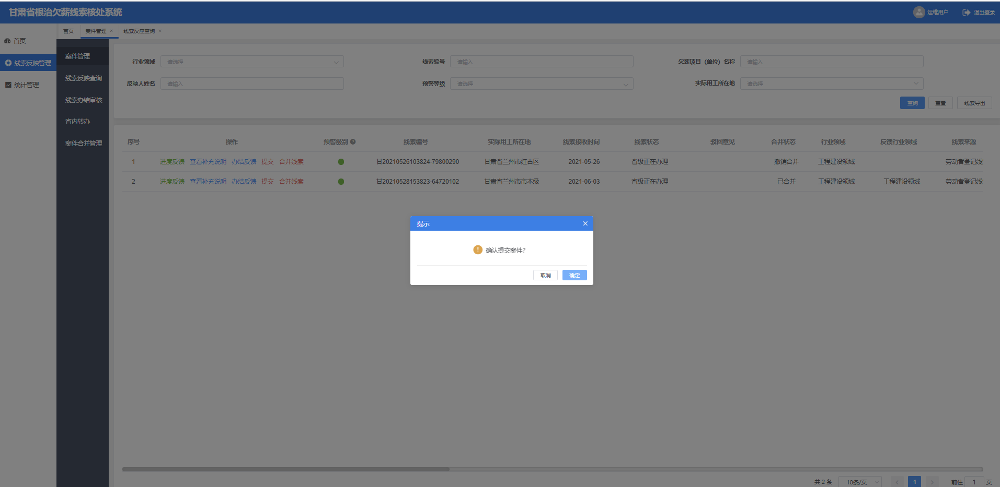 甘肃省根治欠薪线索核处系统
运维用户
退出登录
首页
案件管理 ×
线索反应查询 ×
首页
线索反映管理
统计管理
案件管理
线索反映查询
线索办结审核
省内转办
案件合并管理
行业领域 请选择
线索编号 请输入
欠薪项目（单位）名称 请输入
反映人姓名 请输入
预警等级 请选择
实际用工所在地 请选择
查询 重置 线索导出
序号 操作 预警级别 线索编号 实际用工所在地 线索接收时间 线索状态 驳回意见 合并状态 行业领域 反馈行业领域 线索来源
1 进度反馈 查看补充说明 办结反馈 提交 合并线索 甘20210526103824-79800290 甘肃省兰州市红古区 2021-05-26 省级正在办理 撤销合并 工程建设领域 劳动者登记线
2 进度反馈 查看补充说明 办结反馈 提交 合并线索 甘20210528153823-64720102 甘肃省兰州市市本级 2021-06-03 省级正在办理 已合并 工程建设领域 工程建设领域 劳动者登记线
提示 ×
确认提交案件?
取消 确定
共 2 条 10条/页 < 1 > 前往 1 页